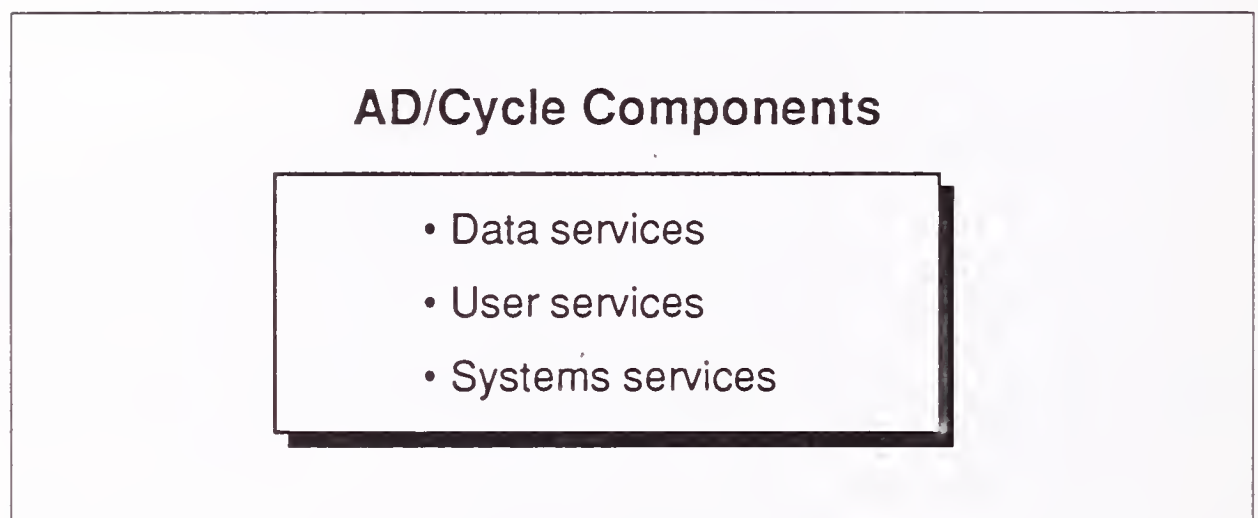 AD/Cycle Components
• Data services
• User services
• Systems services